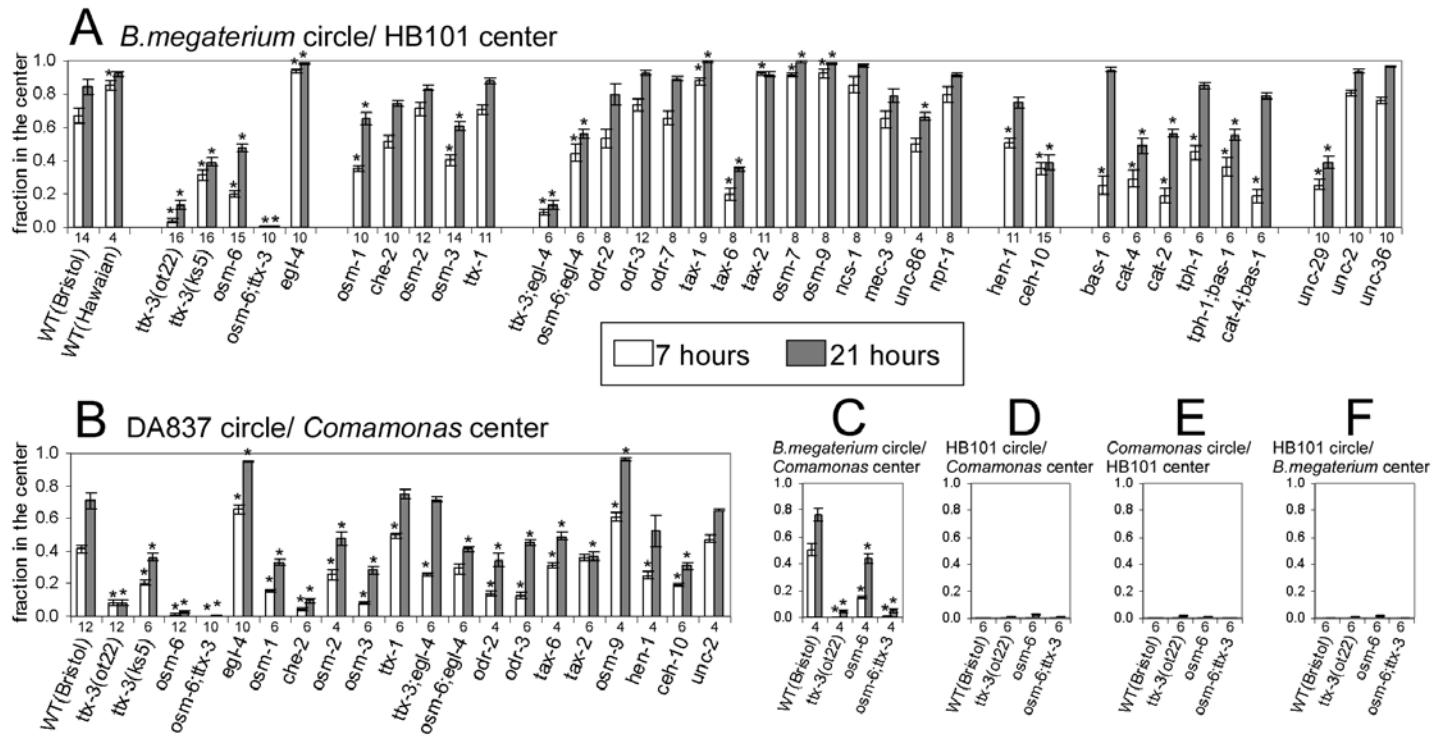 A B.megaterium circle/ HB101 center
fraction in the center
1.0
0.8
0.6
0.4
0.2
0.0
14 4 16 16 15 10 10 10 10 12 14 11 6 6 8 12 8 9 8 11 8 8 8 9 4 8 11 15 6 6 6 6 6 6 10 10 10
WT(Bristol)
WT(Hawaiian)
ttx-3(ot22)
ttx-3(ks5)
osm-6
osm-6;ttx-3
egl-4
osm-1
che-2
osm-2
osm-3
ttx-1
ttx-3;egl-4
osm-6;egl-4
odr-2
odr-3
odr-7
tax-1
tax-6
tax-2
osm-7
osm-9
ncs-1
mec-3
unc-86
npr-1
hen-1
ceh-10
bas-1
cat-4
cat-2
tph-1
tph-1;bas-1
cat-4;bas-1
unc-29
unc-2
unc-36
7 hours 21 hours
B DA837 circle/ Comamonas center
fraction in the center
1.0
0.8
0.6
0.4
0.2
0.0
12 12 6 12 10 10 6 6 4 6 6 6 6 4 6 4 6 4 4 6 4
WT(Bristol)
ttx-3(ot22)
ttx-3(ks5)
osm-6
osm-6;ttx-3
egl-4
osm-1
che-2
osm-2
osm-3
ttx-1
ttx-3;egl-4
osm-6;egl-4
odr-2
odr-3
tax-6
tax-2
osm-9
hen-1
ceh-10
unc-2
C
B.megaterium circle/
Comamonas center
1.0
0.8
0.6
0.4
0.2
0.0
4 4 4 4
WT(Bristol)
ttx-3(ot22)
osm-6
osm-6;ttx-3
D
HB101 circle/
Comamonas center
1.0
0.8
0.6
0.4
0.2
0.0
6 6 6 6
WT(Bristol)
ttx-3(ot22)
osm-6
osm-6;ttx-3
E
Comamonas circle/
HB101 center
1.0
0.8
0.6
0.4
0.2
0.0
6 6 6 6
WT(Bristol)
ttx-3(ot22)
osm-6
osm-6;ttx-3
F
HB101 circle/
B.megaterium center
1.0
0.8
0.6
0.4
0.2
0.0
6 6 6 6
WT(Bristol)
ttx-3(ot22)
osm-6
osm-6;ttx-3